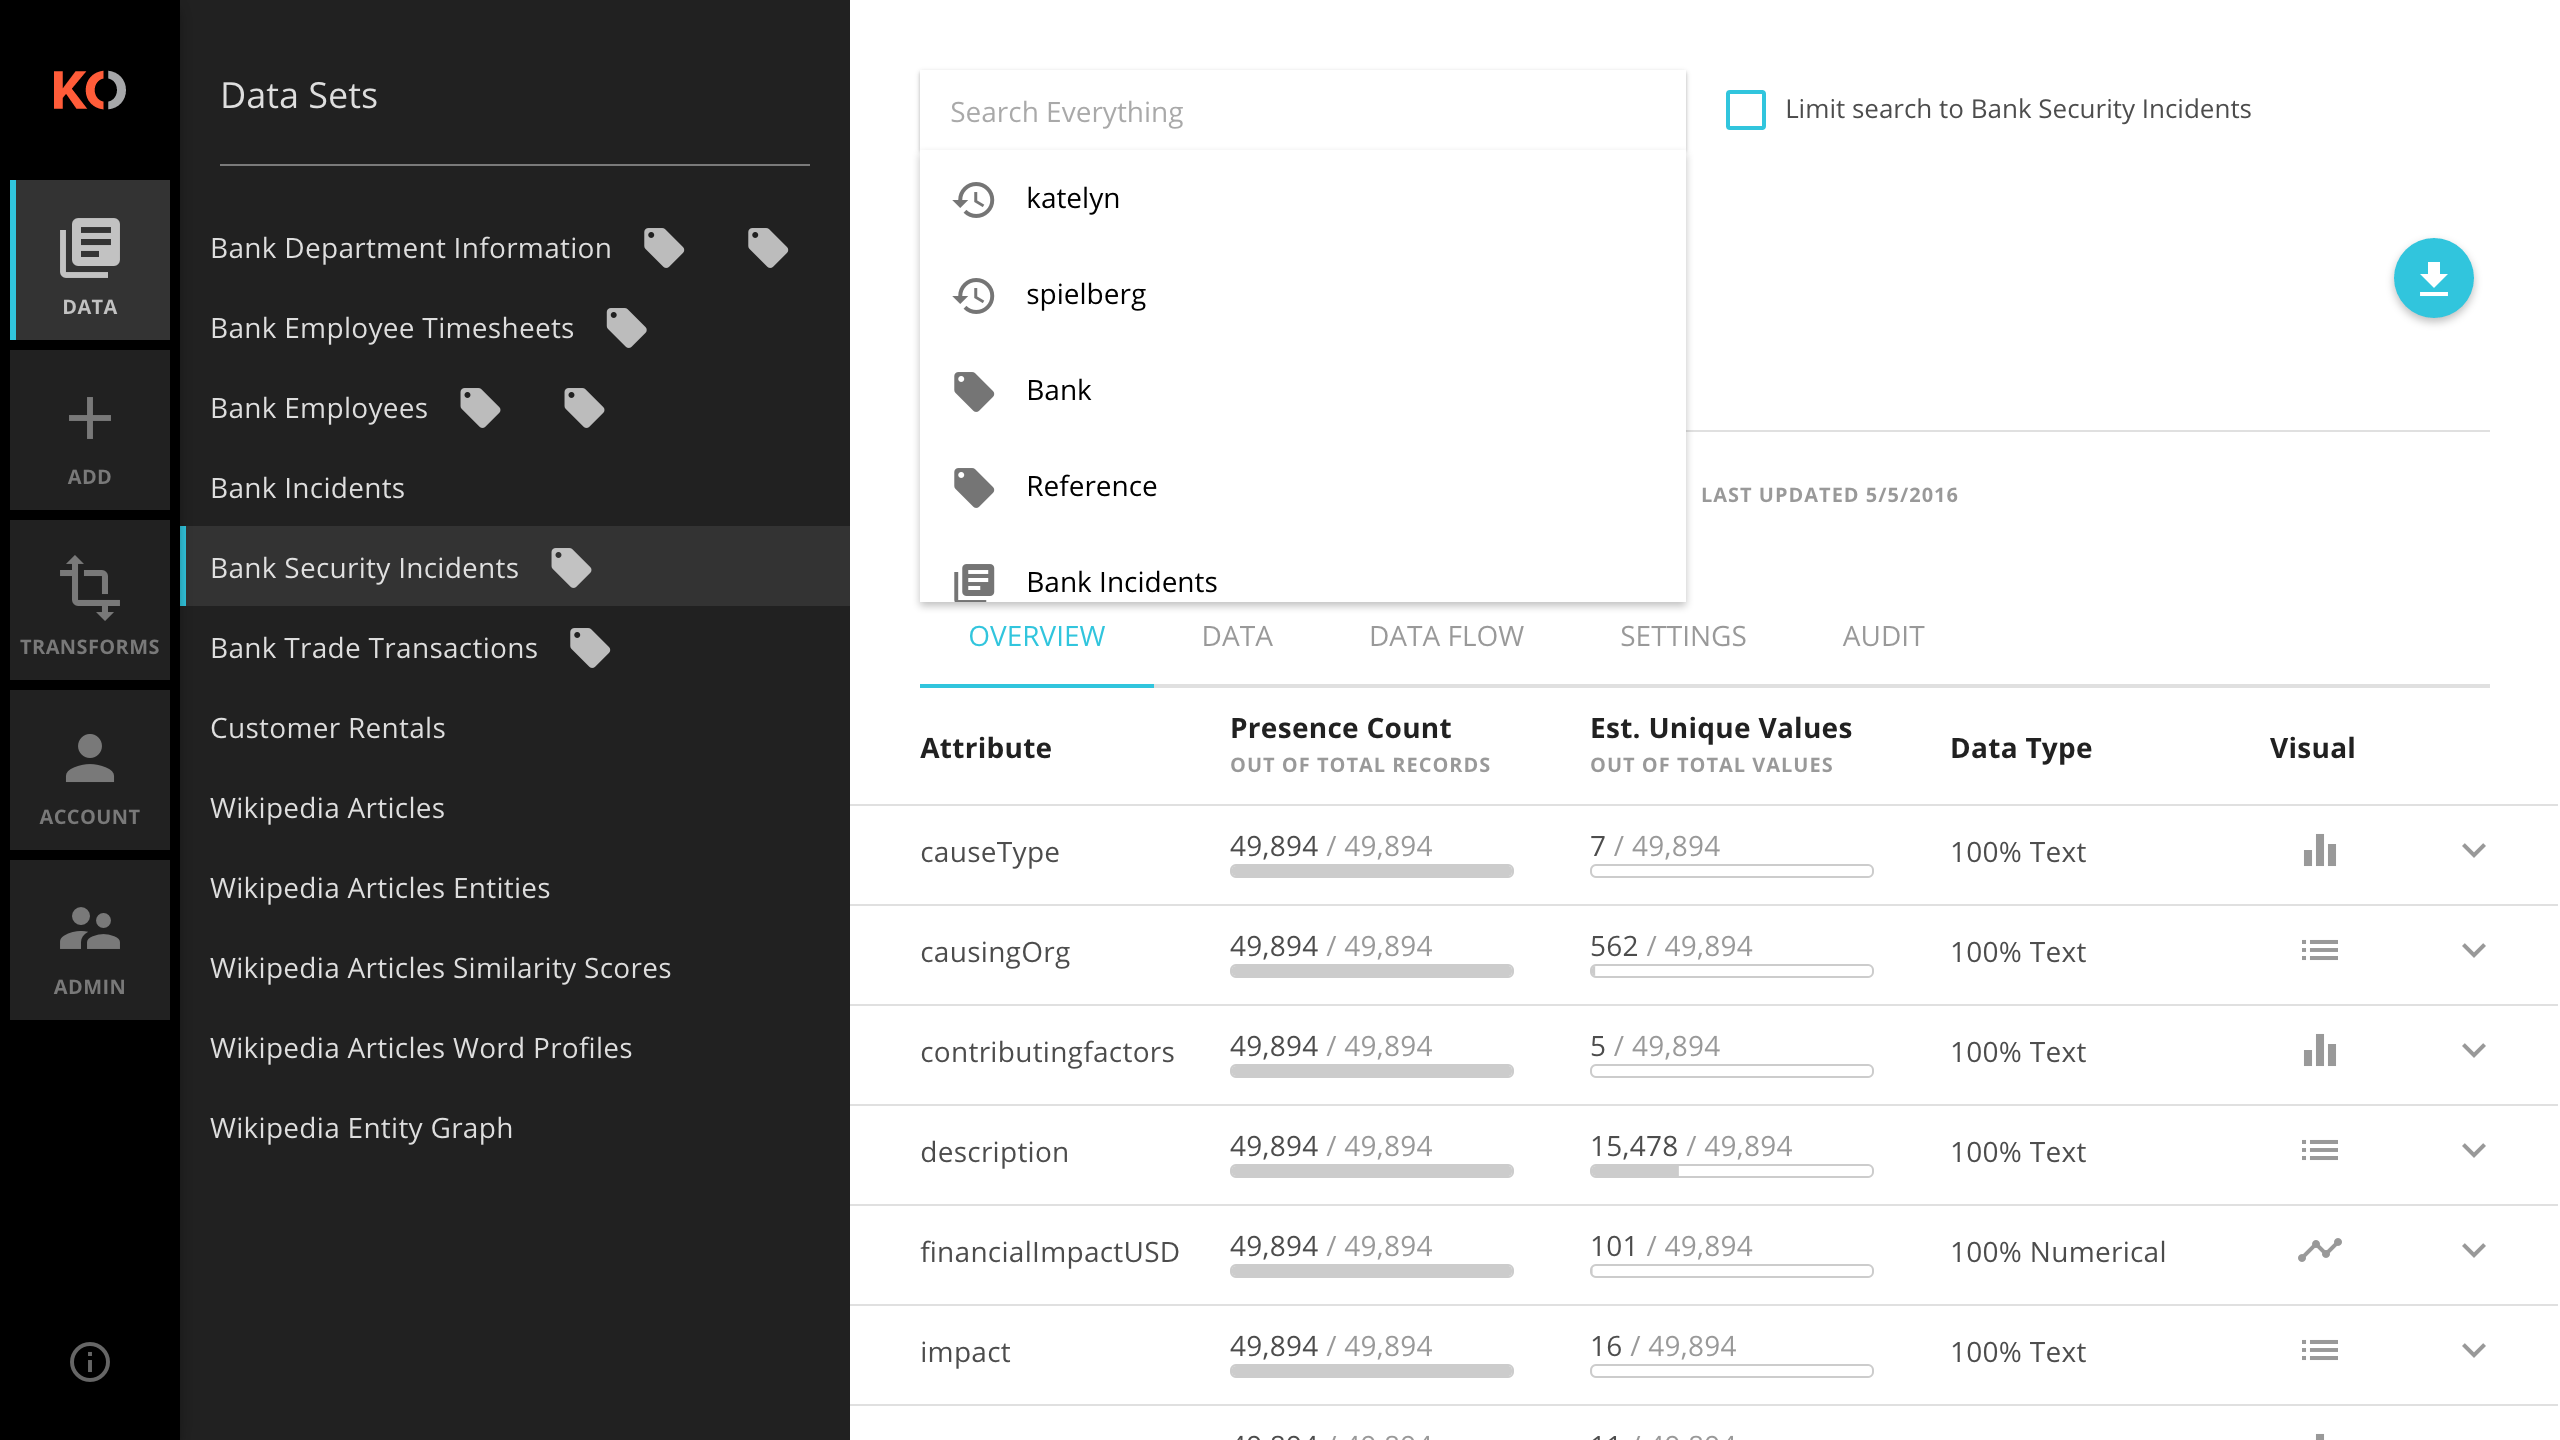 KO
DATA
ADD
TRANSFORMS
ACCOUNT
ADMIN
Data Sets
Bank Department Information
Bank Employee Timesheets
Bank Employees
Bank Incidents
Bank Security Incidents
Bank Trade Transactions
Customer Rentals
Wikipedia Articles
Wikipedia Articles Entities
Wikipedia Articles Similarity Scores
Wikipedia Articles Word Profiles
Wikipedia Entity Graph
Search Everything
Limit search to Bank Security Incidents
katelyn
spielberg
Bank
Reference
Bank Incidents
LAST UPDATED 5/5/2016
OVERVIEW DATA DATA FLOW SETTINGS AUDIT
Attribute Presence Count Est. Unique Values Data Type Visual
OUT OF TOTAL RECORDS OUT OF TOTAL VALUES
causeType 49,894 / 49,894 7 / 49,894 100% Text
causingOrg 49,894 / 49,894 562 / 49,894 100% Text
contributingfactors 49,894 / 49,894 5 / 49,894 100% Text
description 49,894 / 49,894 15,478 / 49,894 100% Text
financialImpactUSD 49,894 / 49,894 101 / 49,894 100% Numerical
impact 49,894 / 49,894 16 / 49,894 100% Text